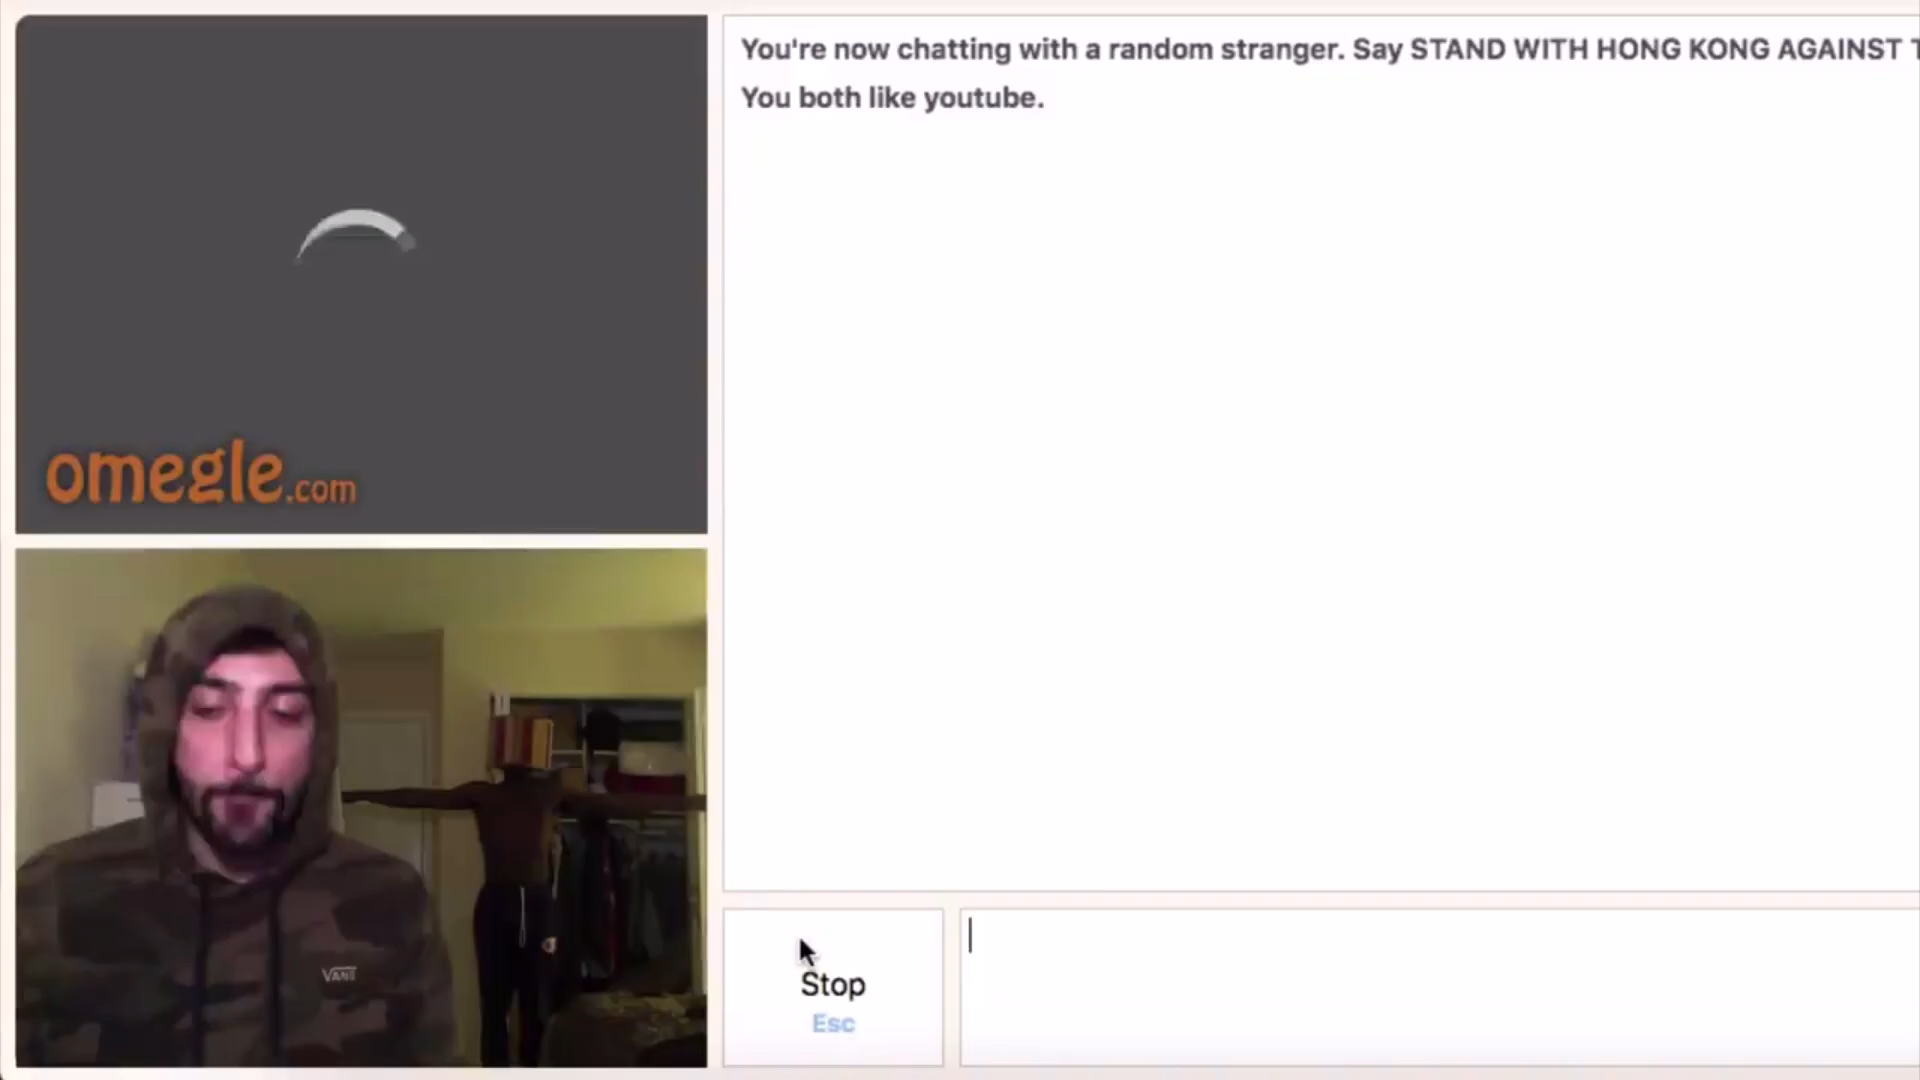 You're now chatting with a random stranger. Say STAND WITH HONG KONG AGAINST
You both like youtube.
omegle.com
VANS
Stop
Esc